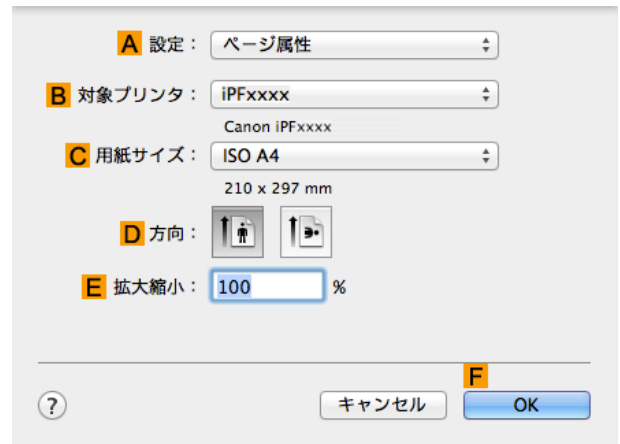 A 設定： ページ属性
B 対象プリンタ： iPFxxxx
Canon iPFxxxx
C 用紙サイズ： ISO A4
210 x 297 mm
D 方向：
E 拡大縮小： 100 %
F
? キャンセル OK